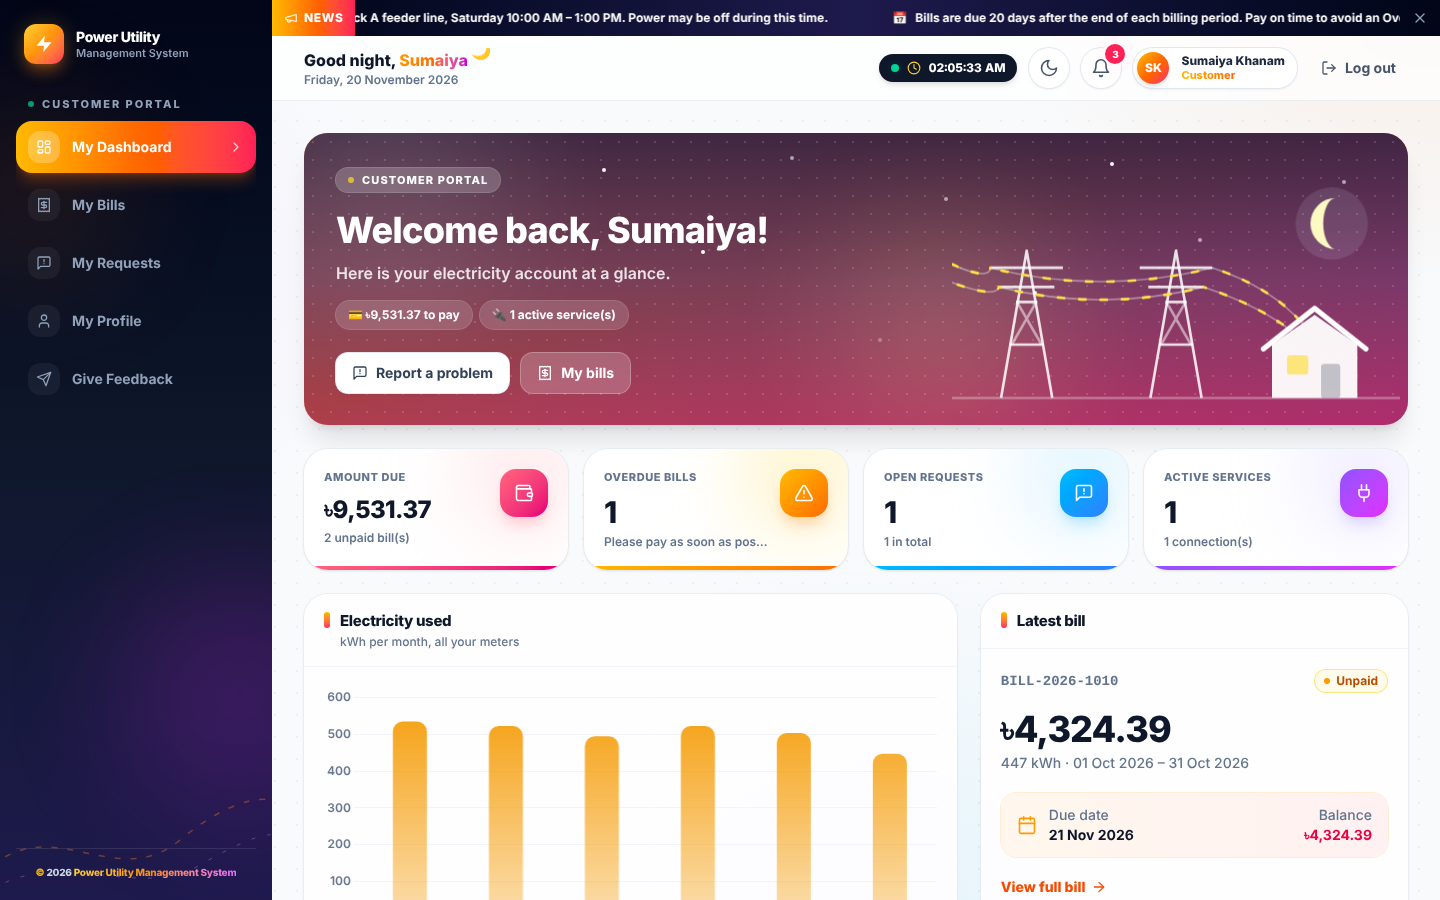 Power Utility
Management System
CUSTOMER PORTAL
My Dashboard
My Bills
My Requests
My Profile
Give Feedback
© 2026 Power Utility Management System
NEWS
A feeder line, Saturday 10:00 AM – 1:00 PM. Power may be off during this time.
📅 Bills are due 20 days after the end of each billing period. Pay on time to avoid an
Good night, Sumaiya 🌙
Friday, 20 November 2026
02:05:33 AM
3
SK
Sumaiya Khanam
Customer
Log out
CUSTOMER PORTAL
Welcome back, Sumaiya!
Here is your electricity account at a glance.
💳 ৳9,531.37 to pay
🔌 1 active service(s)
Report a problem
My bills
AMOUNT DUE
৳9,531.37
2 unpaid bill(s)
OVERDUE BILLS
1
Please pay as soon as pos...
OPEN REQUESTS
1
1 in total
ACTIVE SERVICES
1
1 connection(s)
Electricity used
kWh per month, all your meters
600
500
400
300
200
100
Latest bill
BILL-2026-1010
Unpaid
৳4,324.39
447 kWh · 01 Oct 2026 – 31 Oct 2026
Due date
21 Nov 2026
Balance
৳4,324.39
View full bill →